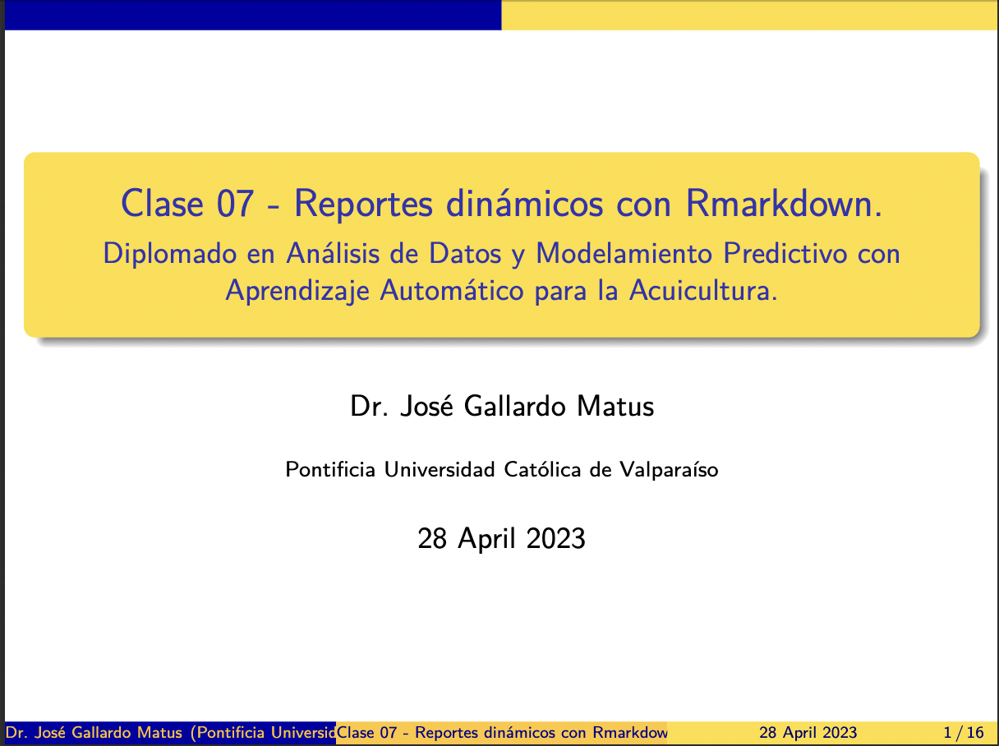 Clase 07 - Reportes dinámicos con Rmarkdown.
Diplomado en Análisis de Datos y Modelamiento Predictivo con
Aprendizaje Automático para la Acuicultura.
Dr. José Gallardo Matus
Pontificia Universidad Católica de Valparaíso
28 April 2023
Dr. José Gallardo Matus (Pontificia Universid Clase 07 - Reportes dinámicos con Rmarkdow 28 April 2023 1 / 16